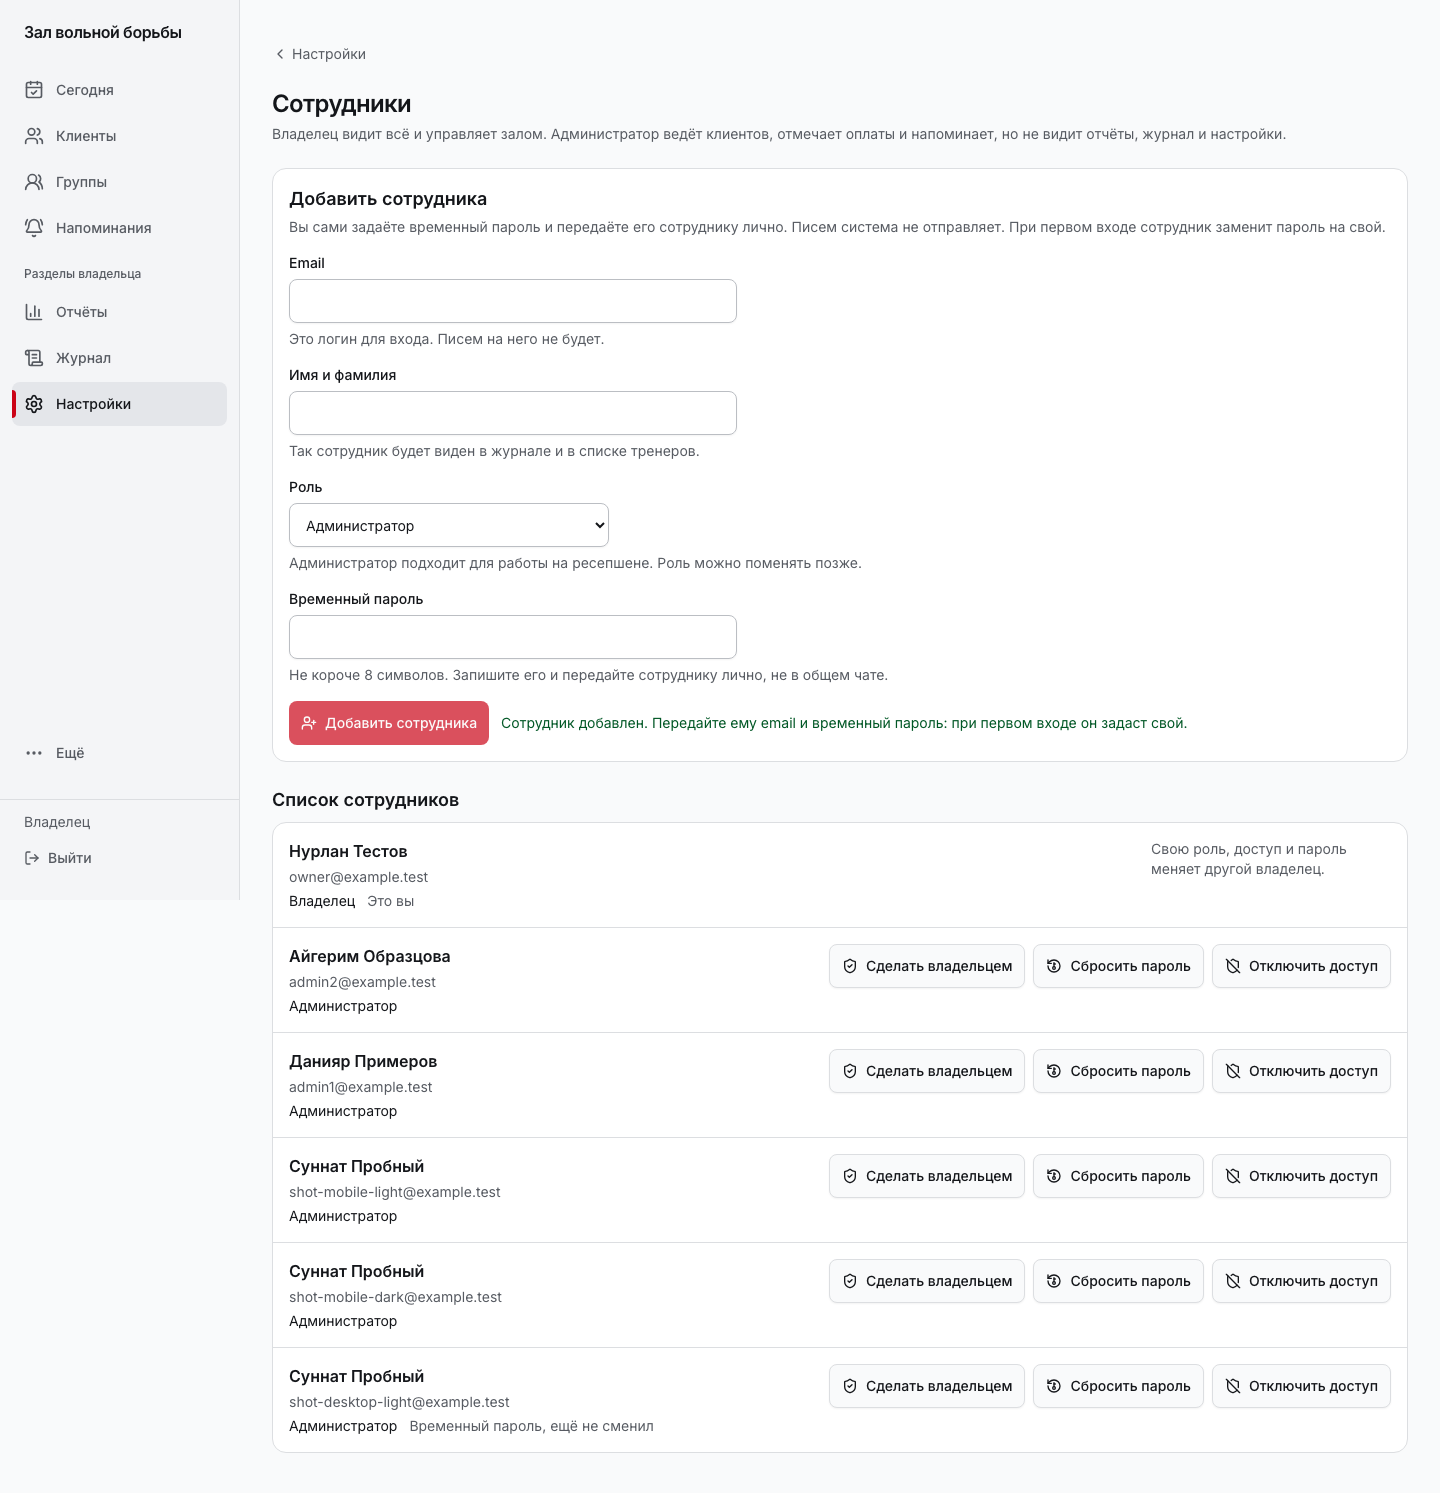 Зал вольной борьбы
Сегодня
Клиенты
Группы
Напоминания
Разделы владельца
Отчёты
Журнал
Настройки
Ещё
Владелец
Выйти
Настройки
Сотрудники
Владелец видит всё и управляет залом. Администратор ведёт клиентов, отмечает оплаты и напоминает, но не видит отчёты, журнал и настройки.
Добавить сотрудника
Вы сами задаёте временный пароль и передаёте его сотруднику лично. Писем система не отправляет. При первом входе сотрудник заменит пароль на свой.
Email
Это логин для входа. Писем на него не будет.
Имя и фамилия
Так сотрудник будет виден в журнале и в списке тренеров.
Роль
Администратор
Администратор подходит для работы на ресепшене. Роль можно поменять позже.
Временный пароль
Не короче 8 символов. Запишите его и передайте сотруднику лично, не в общем чате.
Добавить сотрудника
Сотрудник добавлен. Передайте ему email и временный пароль: при первом входе он задаст свой.
Список сотрудников
Нурлан Тестов
owner@example.test
Владелец Это вы
Свою роль, доступ и пароль
меняет другой владелец.
Айгерим Образцова
admin2@example.test
Администратор
Сделать владельцем
Сбросить пароль
Отключить доступ
Данияр Примеров
admin1@example.test
Администратор
Сделать владельцем
Сбросить пароль
Отключить доступ
Суннат Пробный
shot-mobile-light@example.test
Администратор
Сделать владельцем
Сбросить пароль
Отключить доступ
Суннат Пробный
shot-mobile-dark@example.test
Администратор
Сделать владельцем
Сбросить пароль
Отключить доступ
Суннат Пробный
shot-desktop-light@example.test
Администратор Временный пароль, ещё не сменил
Сделать владельцем
Сбросить пароль
Отключить доступ